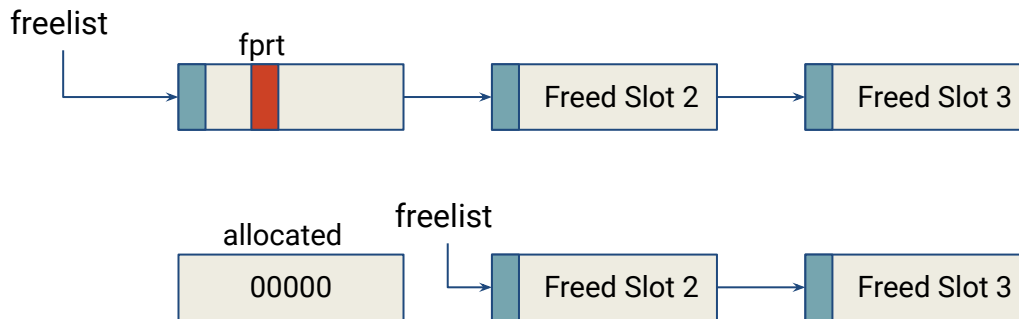 freelist
fprt
Freed Slot 2
Freed Slot 3
freelist
allocated
00000
Freed Slot 2
Freed Slot 3